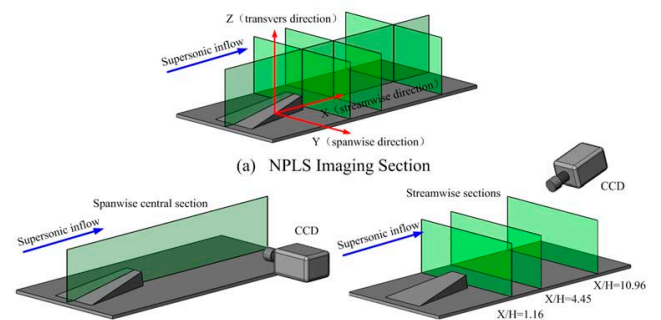 Z（transvers direction）
Supersonic inflow
X（streamwise direction）
Y（spanwise direction）
(a) NPLS Imaging Section
Spanwise central section
Streamwise sections
CCD
Supersonic inflow
CCD
Supersonic inflow
X/H=10.96
X/H=4.45
X/H=1.16